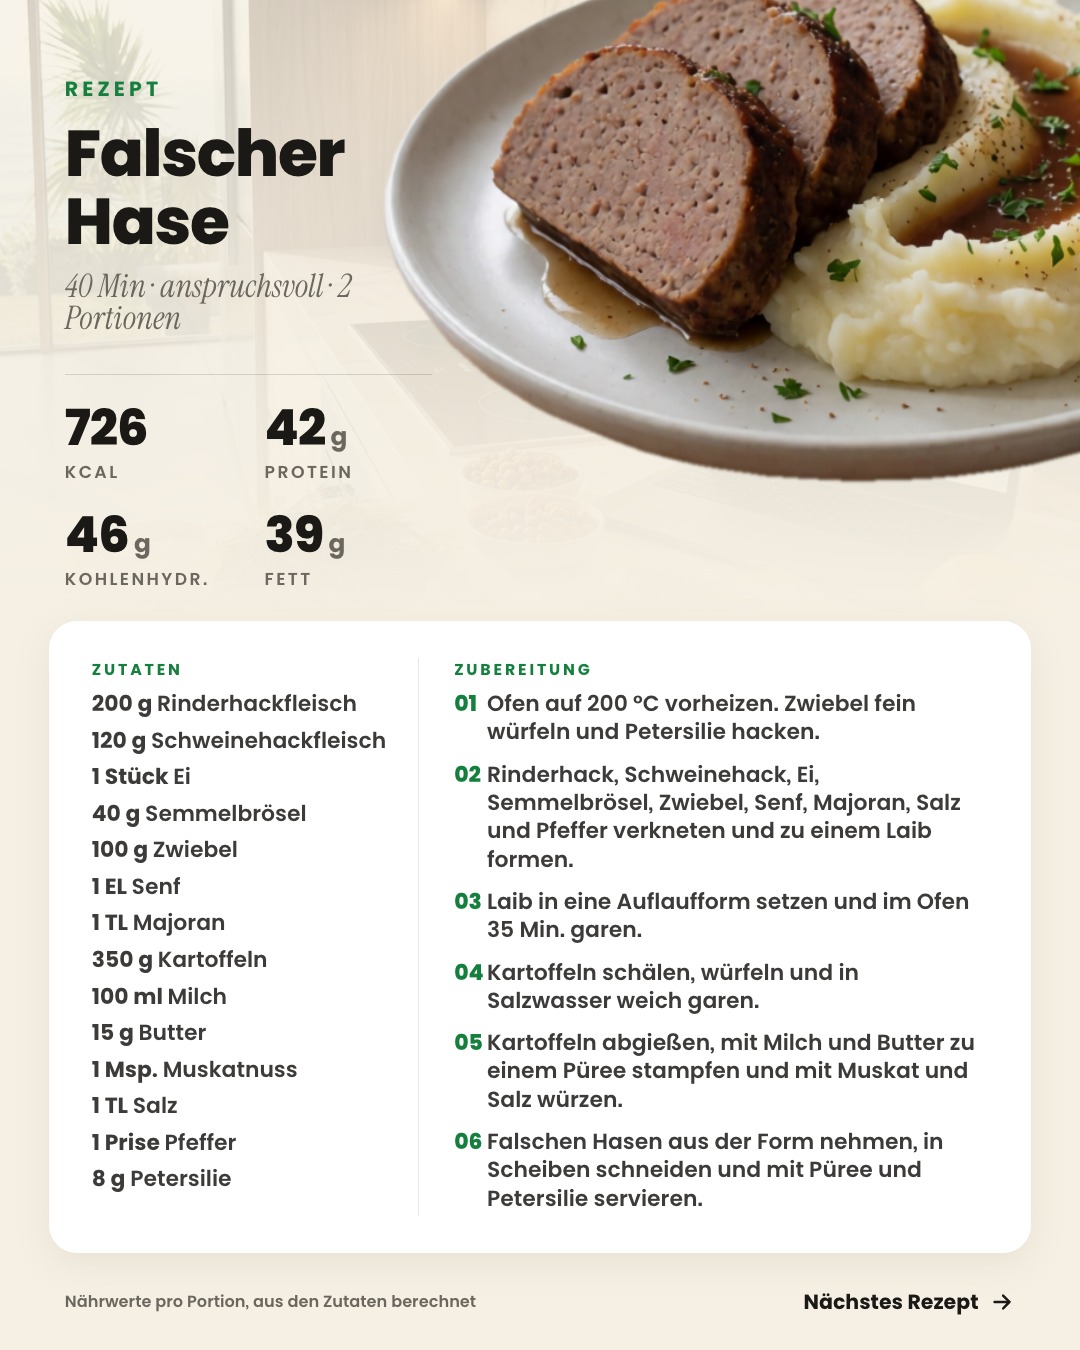 REZEPT
Falscher
Hase
40 Min · anspruchsvoll · 2
Portionen
726
KCAL
42 g
PROTEIN
46 g
KOHLENHYDR.
39 g
FETT
ZUTATEN
200 g Rinderhackfleisch
120 g Schweinehackfleisch
1 Stück Ei
40 g Semmelbrösel
100 g Zwiebel
1 EL Senf
1 TL Majoran
350 g Kartoffeln
100 ml Milch
15 g Butter
1 Msp. Muskatnuss
1 TL Salz
1 Prise Pfeffer
8 g Petersilie
ZUBEREITUNG
01 Ofen auf 200 °C vorheizen. Zwiebel fein
würfeln und Petersilie hacken.
02 Rinderhack, Schweinehack, Ei,
Semmelbrösel, Zwiebel, Senf, Majoran, Salz
und Pfeffer verkneten und zu einem Laib
formen.
03 Laib in eine Auflaufform setzen und im Ofen
35 Min. garen.
04 Kartoffeln schälen, würfeln und in
Salzwasser weich garen.
05 Kartoffeln abgießen, mit Milch und Butter zu
einem Püree stampfen und mit Muskat und
Salz würzen.
06 Falschen Hasen aus der Form nehmen, in
Scheiben schneiden und mit Püree und
Petersilie servieren.
Nährwerte pro Portion, aus den Zutaten berechnet
Nächstes Rezept →